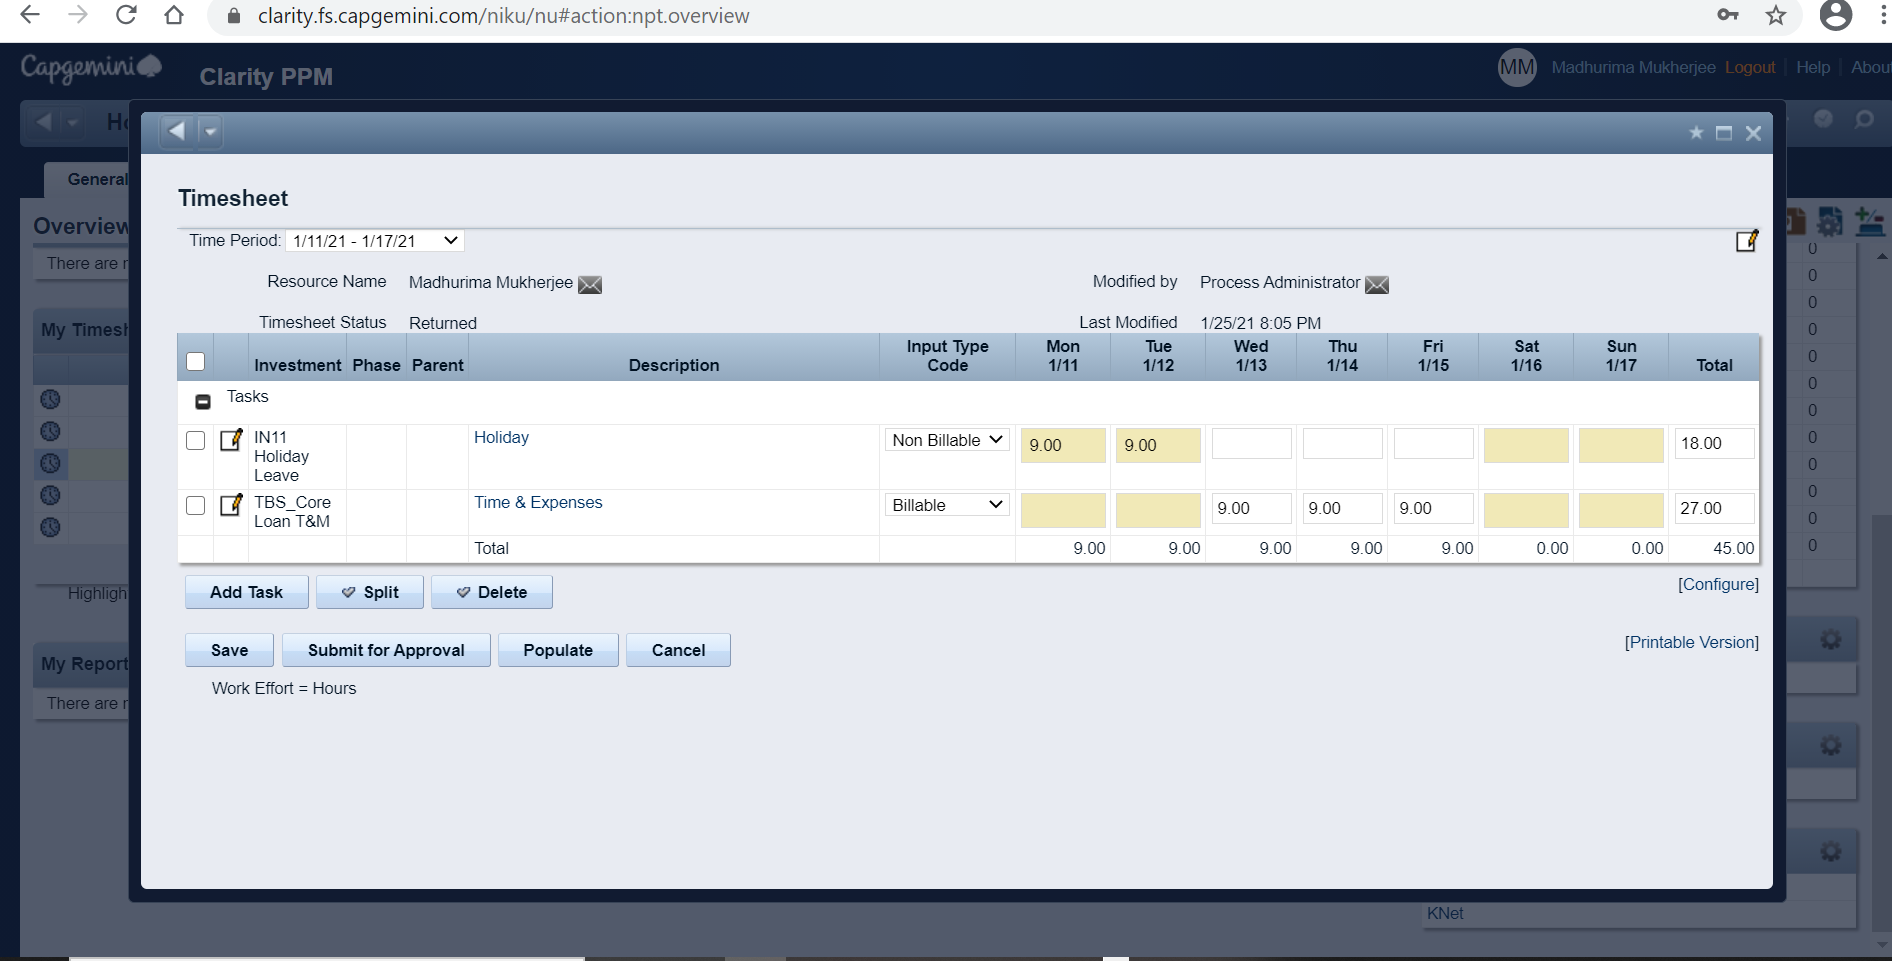 clarity.fs.capgemini.com/niku/nu#action:npt.overview
Capgemini
Clarity PPM
MM
Madhurima Mukherjee Logout Help About
General
Overview
There are
My Timesh
Highligh
My Report
There are
Timesheet
Time Period: 1/11/21 - 1/17/21
Resource Name Madhurima Mukherjee Modified by Process Administrator
Timesheet Status Returned Last Modified 1/25/21 8:05 PM
Investment Phase Parent Description Input Type Code Mon 1/11 Tue 1/12 Wed 1/13 Thu 1/14 Fri 1/15 Sat 1/16 Sun 1/17 Total
Tasks
IN11 Holiday Leave Holiday Non Billable 9.00 9.00 18.00
TBS_Core Loan T&M Time & Expenses Billable 9.00 9.00 9.00 27.00
Total 9.00 9.00 9.00 9.00 9.00 0.00 0.00 45.00
Add Task Split Delete [Configure]
Save Submit for Approval Populate Cancel [Printable Version]
Work Effort = Hours
0
0
0
0
0
0
0
0
0
0
0
0
KNet